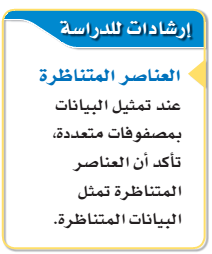 إرشادات للدراسة
العناصر المتناظرة
عند تمثيل البيانات
بمصفوفات متعددة،
تأكد أن العناصر
المتناظرة تمثل
البيانات المتناظرة.